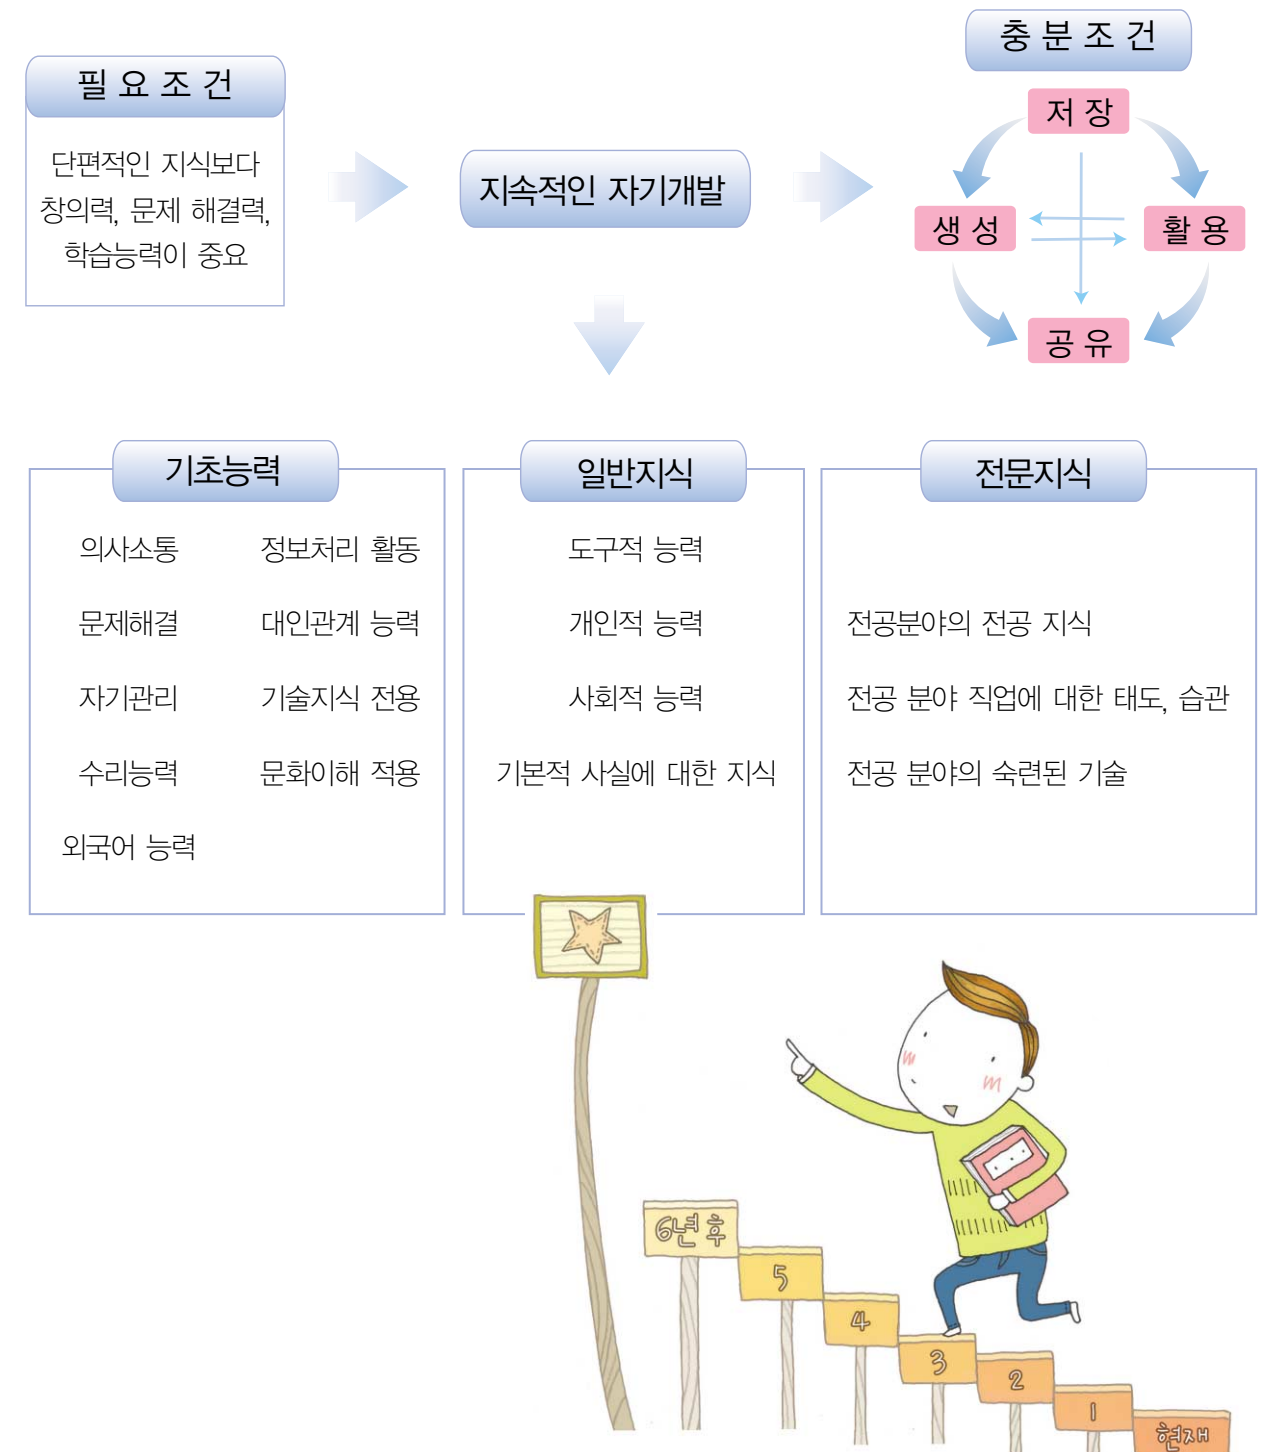 필요조건
단편적인 지식보다
창의력, 문제 해결력,
학습능력이 중요
지속적인 자기개발
충분조건
저장
생성
활용
공유
기초능력
의사소통 정보처리 활동
문제해결 대인관계 능력
자기관리 기술지식 전용
수리능력 문화이해 적용
외국어 능력
일반지식
도구적 능력
개인적 능력
사회적 능력
기본적 사실에 대한 지식
전문지식
전공분야의 전공 지식
전공 분야 직업에 대한 태도, 습관
전공 분야의 숙련된 기술
6년 후
5
4
3
2
1
현재